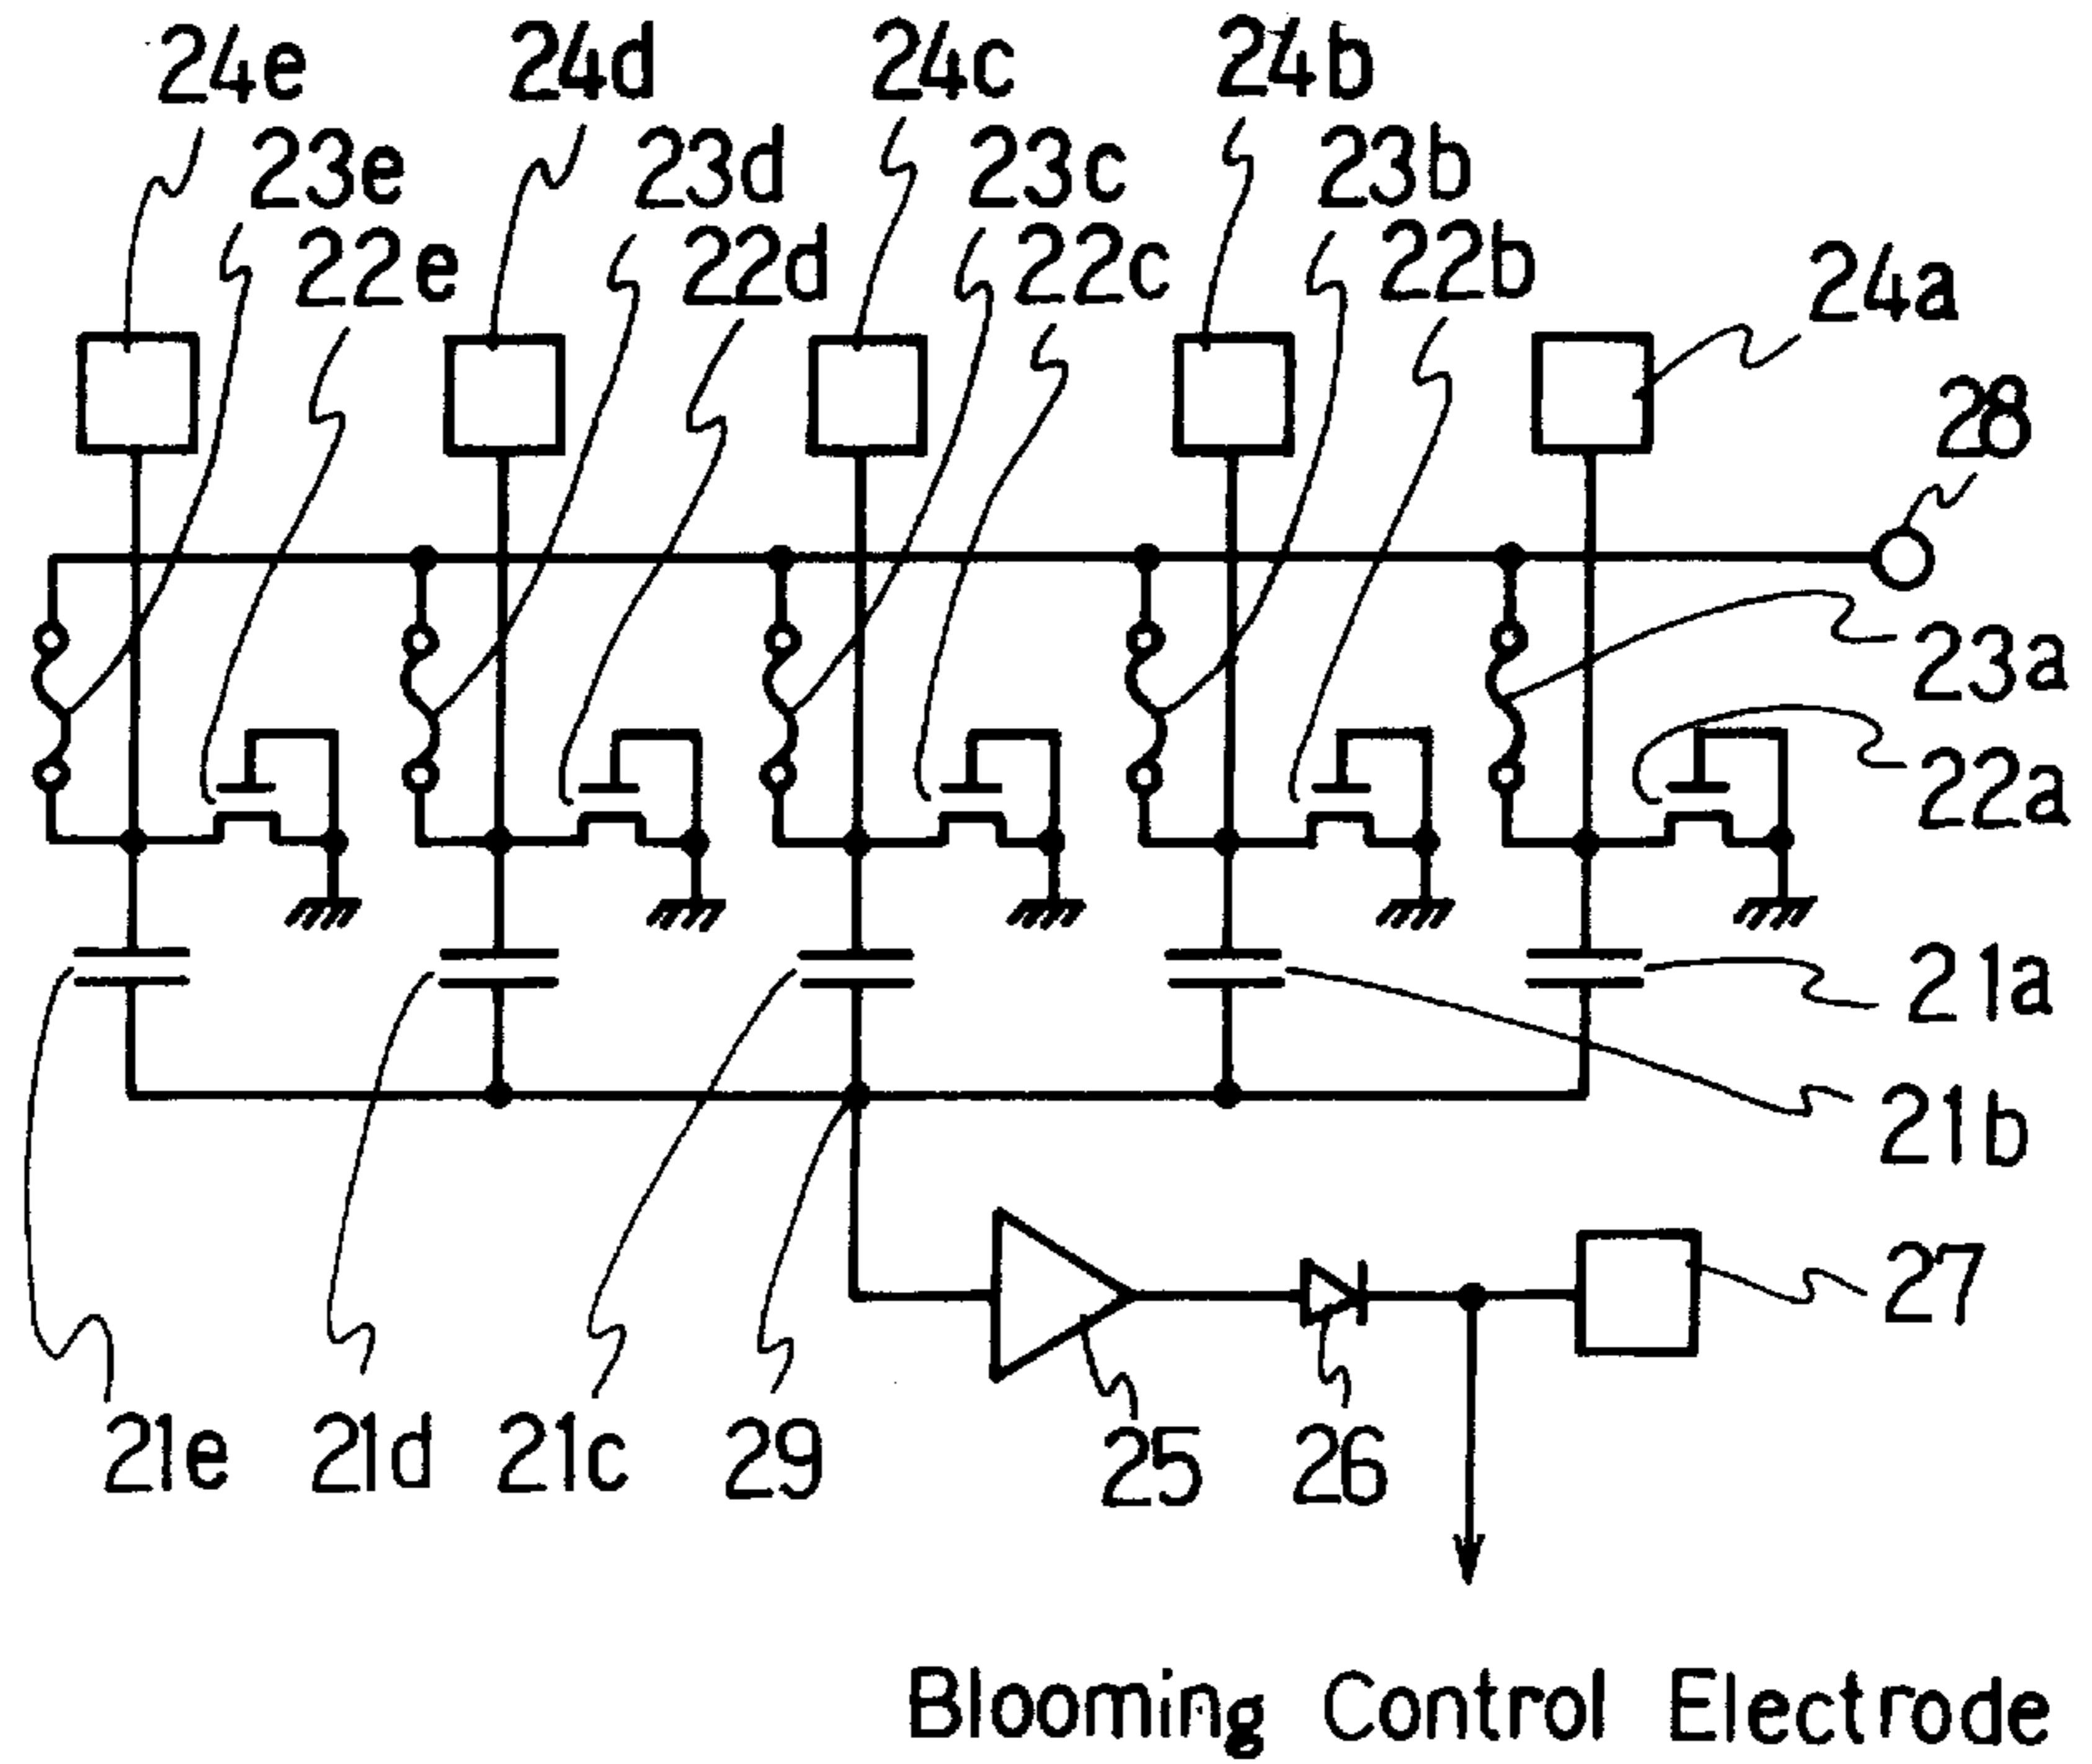 24e 24d 24c 24b
23e 23d 23c 23b
22e 22d 22c 22b 24a
28
23a
22a
21a
21b
27
21e 21d 21c 29 25 26
Blooming Control Electrode